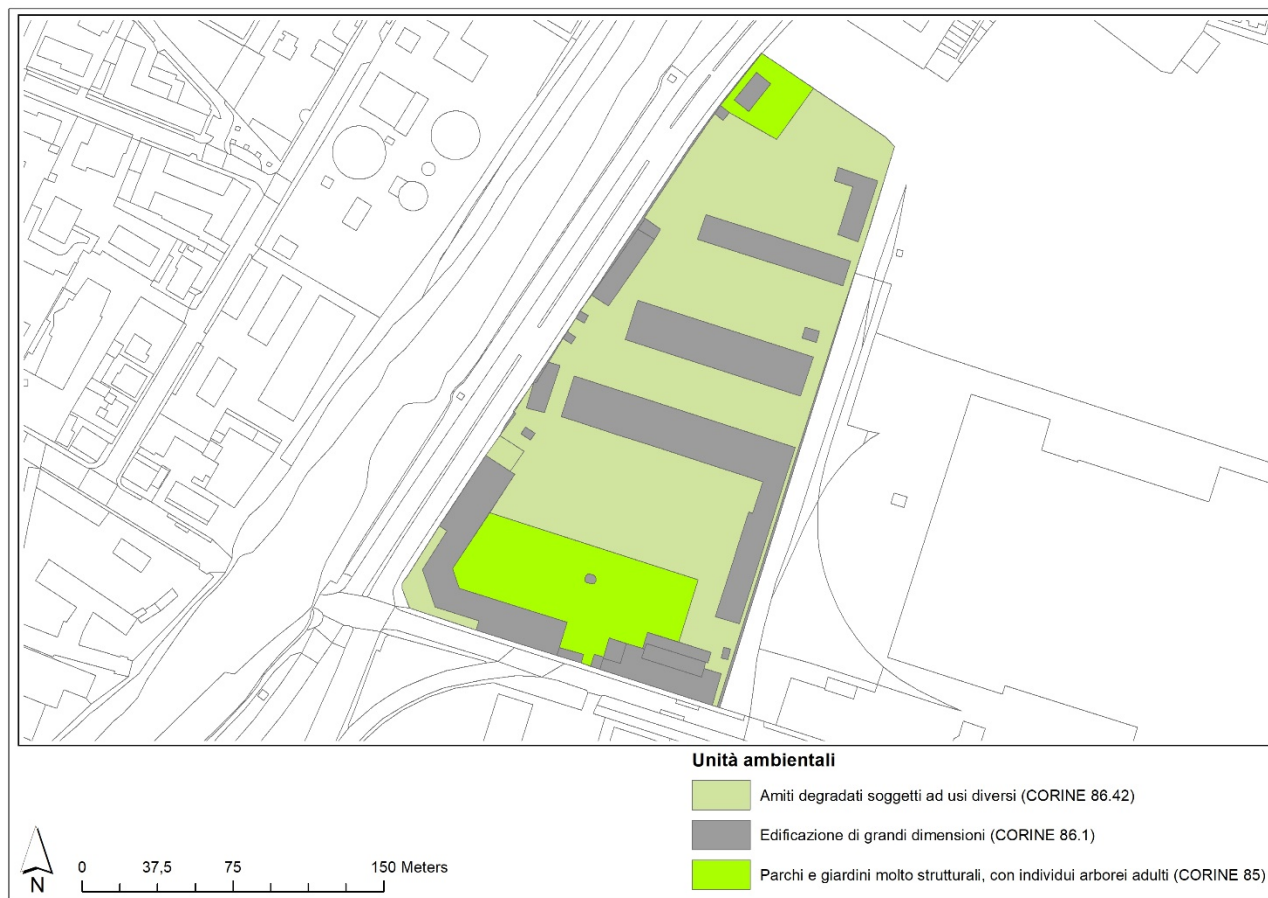 Unità ambientali
Amiti degradati soggetti ad usi diversi (CORINE 86.42)
Edificazione di grandi dimensioni (CORINE 86.1)
Parchi e giardini molto strutturali, con individui arborei adulti (CORINE 85)
N
0 37,5 75 150 Meters